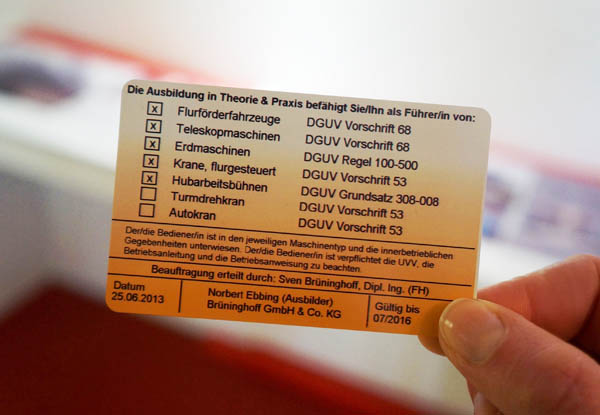 Die Ausbildung in Theorie & Praxis befähigt Sie/Ihn als Führer/in von:
x Flurförderfahrzeuge DGUV Vorschrift 68
x Teleskopmaschinen DGUV Vorschrift 68
x Erdmaschinen DGUV Regel 100-500
x Krane, flurgesteuert DGUV Vorschrift 53
x Hubarbeitsbühnen DGUV Grundsatz 308-008
Turmdrehkran DGUV Vorschrift 53
Autokran DGUV Vorschrift 53
Der/die Bediener/in ist in den jeweiligen Maschinentyp und die innerbetrieblichen
Gegebenheiten unterwiesen. Der/die Bediener/in ist verpflichtet die UVV, die
Betriebsanleitung und die Betriebsanweisung zu beachten.
Beauftragung erteilt durch: Sven Brüninghoff, Dipl. Ing. (FH)
Datum
25.06.2013
Norbert Ebbing (Ausbilder)
Brüninghoff GmbH & Co. KG
Gültig bis
07/2016